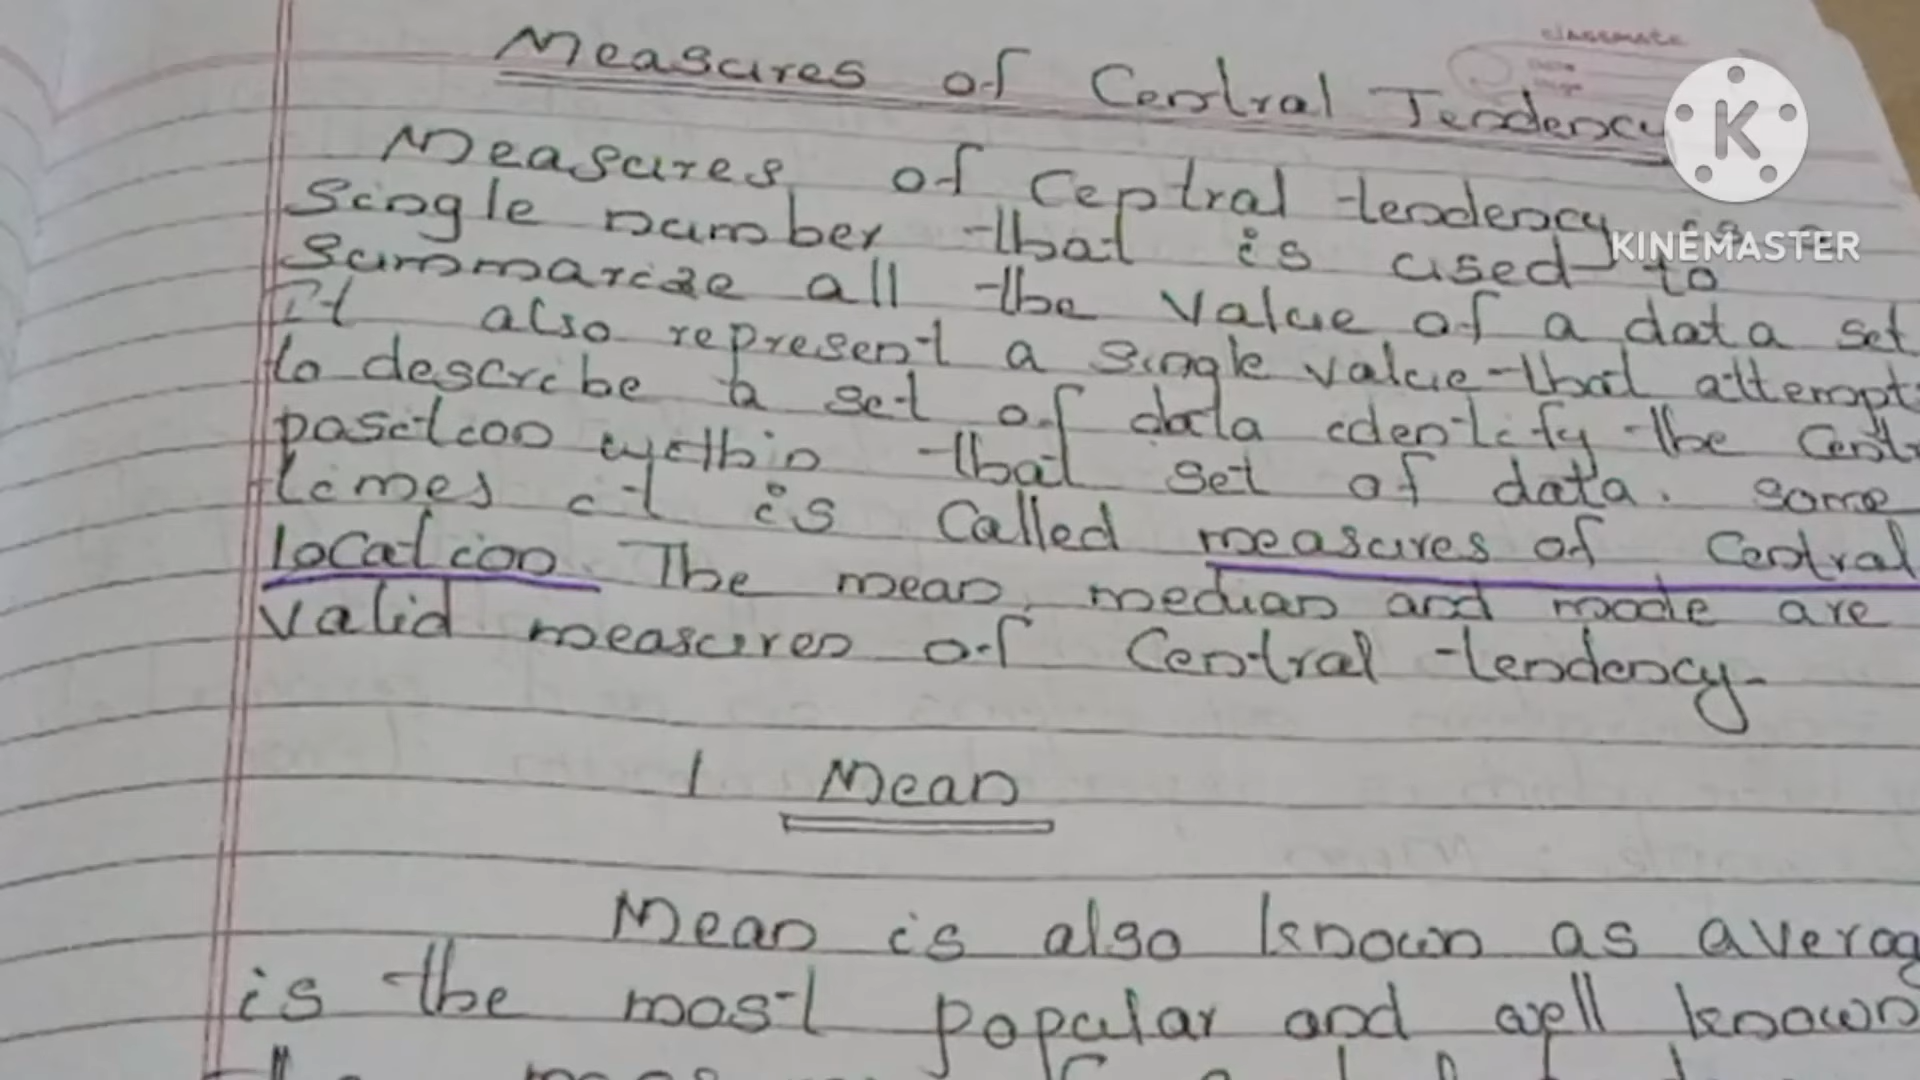 classmate
Measures of Central Tendency
K
KINEMASTER
Measures of Central tendency is a
Single number that is used to
Summarize all the Value of a data set
It also represent a single value that attempt
to describe a set of data identify the Cent
position within that set of data. some
times it is Called measures of Central
location. The mean, median and mode are
valid measures of Central tendency.
1 Mean
Mean is also known as averag
is the most popular and well known